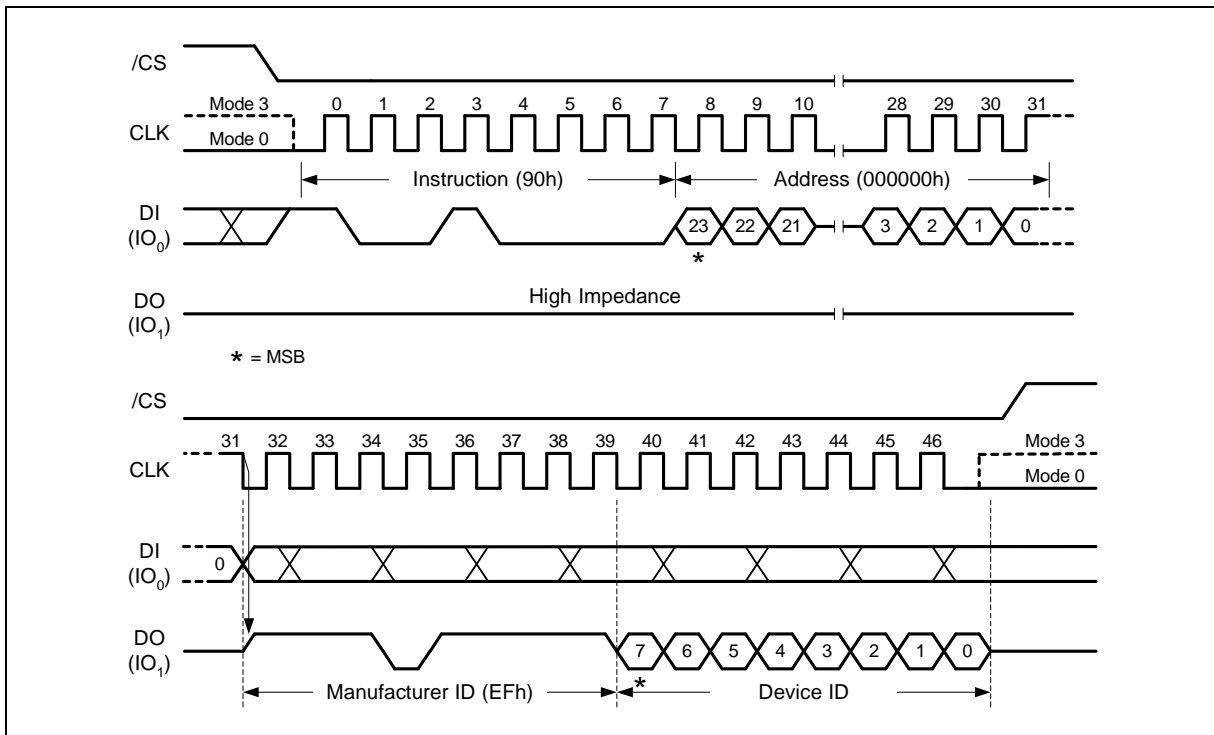 /CS
Mode 3 0 1 2 3 4 5 6 7 8 9 10 28 29 30 31
CLK
Mode 0
Instruction (90h) Address (000000h)
DI
(IO0) 23 22 21 3 2 1 0
*
High Impedance
DO
(IO1)
* = MSB
/CS
31 32 33 34 35 36 37 38 39 40 41 42 43 44 45 46 Mode 3
CLK
Mode 0
DI
(IO0) 0
DO
(IO1) 7 6 5 4 3 2 1 0
*
Manufacturer ID (EFh) Device ID